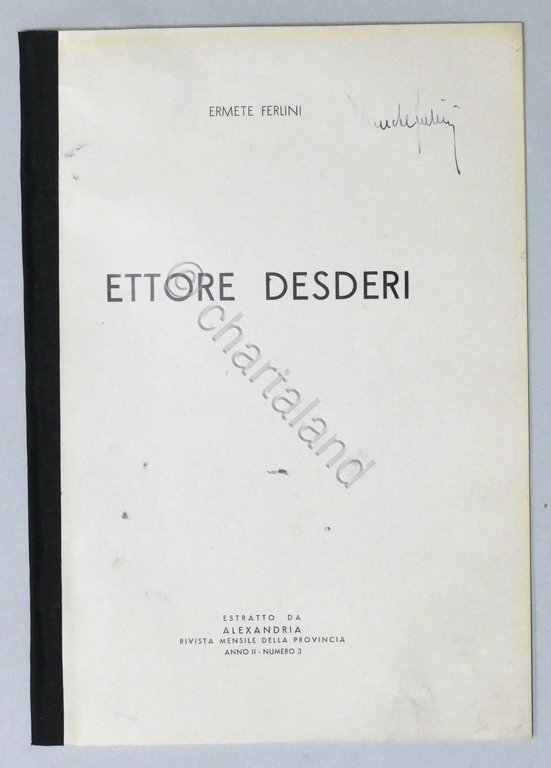 ERMETE FERLINI
ETTORE DESDERI
© chartaland
ESTRATTO DA
ALEXANDRIA
RIVISTA MENSILE DELLA PROVINCIA
ANNO II - NUMERO 3